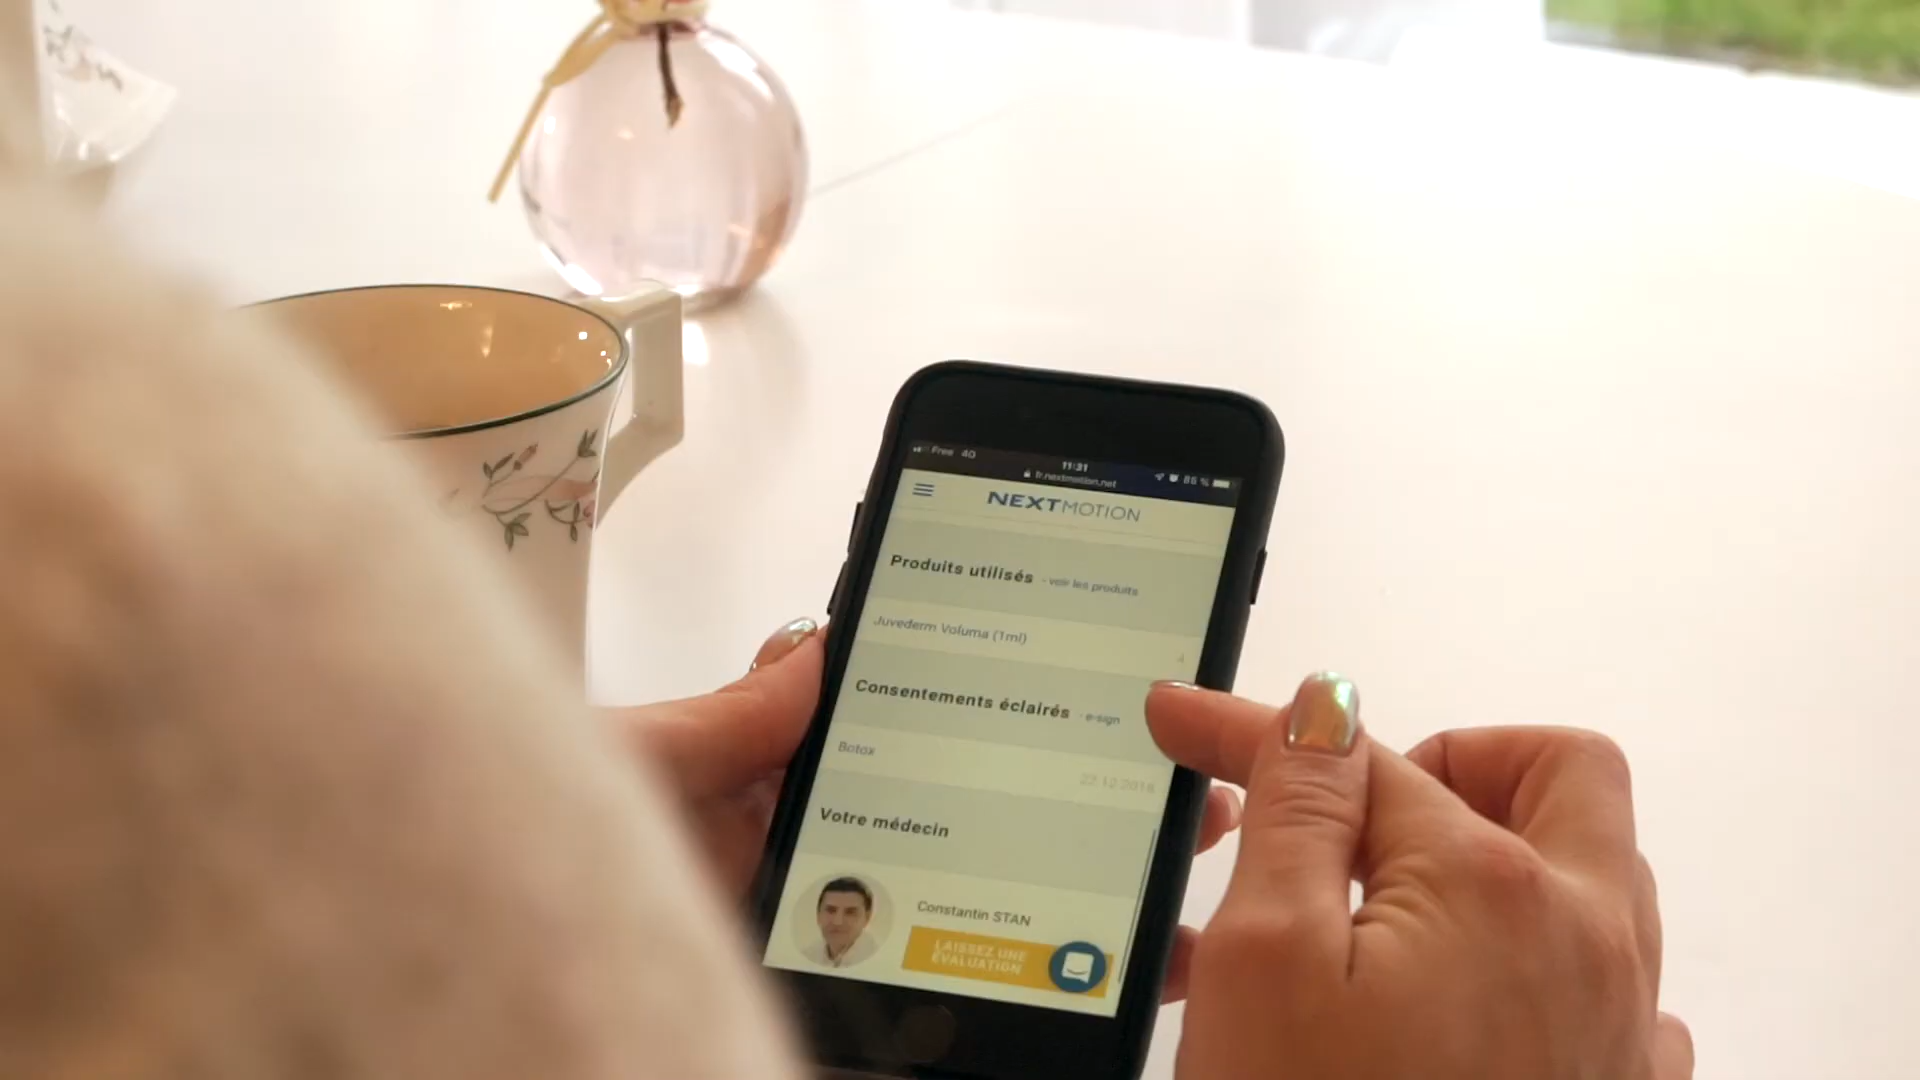 Free 4G
11:31
86 %
fr.nextmotion.net
NEXTMOTION
Produits utilisés - voir les produits
Juvederm Voluma (1ml)
4
Consentements éclairés - e-sign
Botox
22.12.2018
Votre médecin
Constantin STAN
LAISSEZ UNE
ÉVALUATION